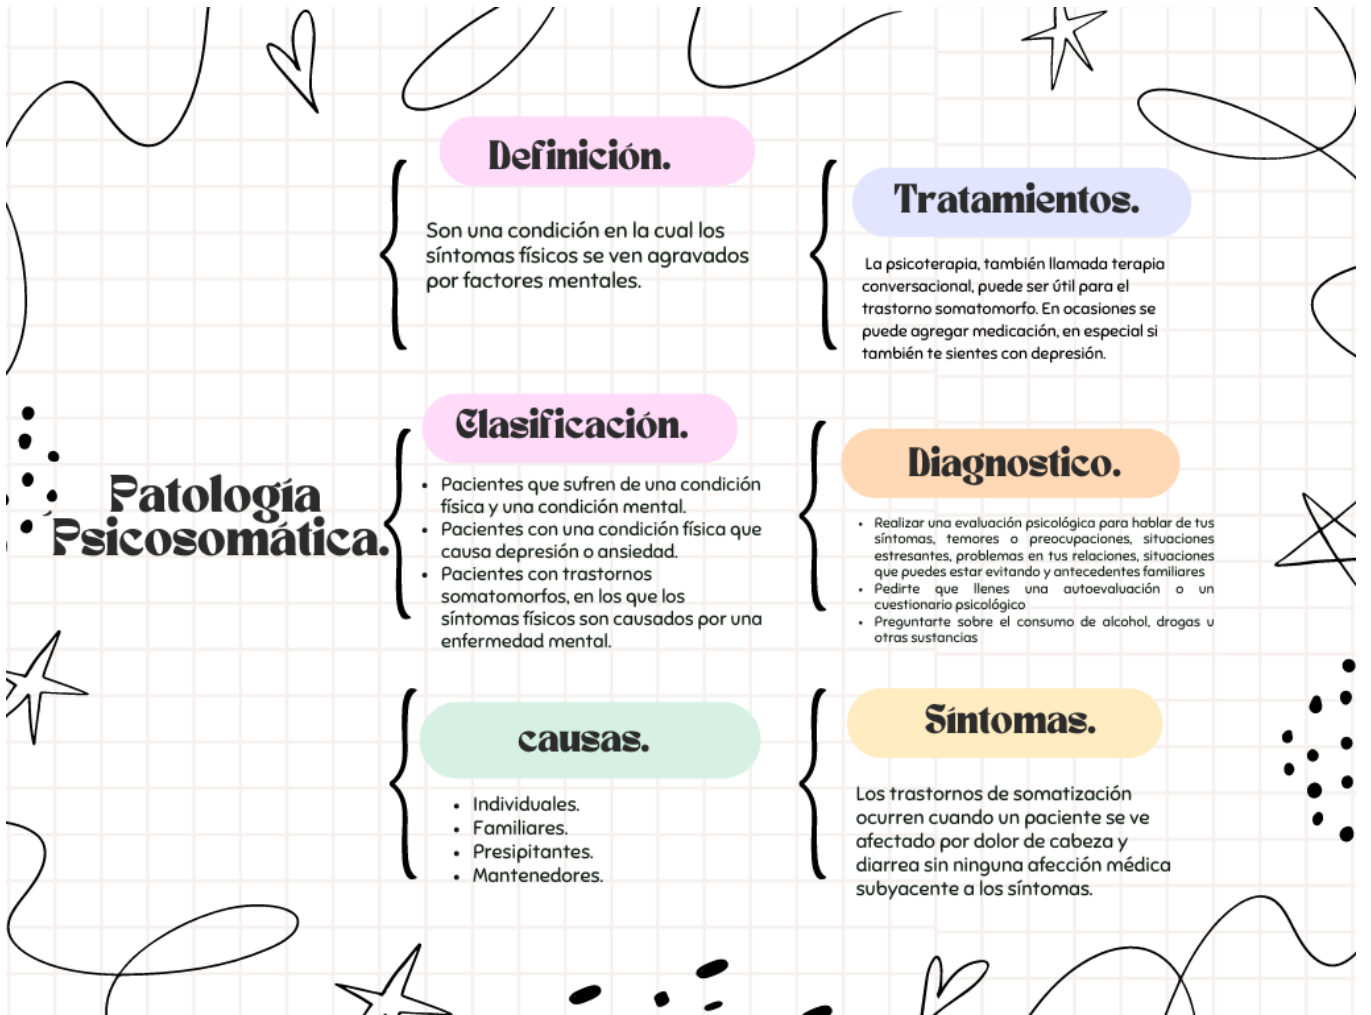 Patología
Psicosomática.
Definición.
Son una condición en la cual los
síntomas físicos se ven agravados
por factores mentales.
Clasificación.
• Pacientes que sufren de una condición
física y una condición mental.
• Pacientes con una condición física que
causa depresión o ansiedad.
• Pacientes con trastornos
somatomorfos, en los que los
síntomas físicos son causados por una
enfermedad mental.
causas.
• Individuales.
• Familiares.
• Presipitantes.
• Mantenedores.
Tratamientos.
La psicoterapia, también llamada terapia
conversacional, puede ser útil para el
trastorno somatomorfo. En ocasiones se
puede agregar medicación, en especial si
también te sientes con depresión.
Diagnostico.
• Realizar una evaluación psicológica para hablar de tus
síntomas, temores o preocupaciones, situaciones
estresantes, problemas en tus relaciones, situaciones
que puedes estar evitando y antecedentes familiares
• Pedirte que llenes una autoevaluación o un
cuestionario psicológico
• Preguntarte sobre el consumo de alcohol, drogas u
otras sustancias
Síntomas.
Los trastornos de somatización
ocurren cuando un paciente se ve
afectado por dolor de cabeza y
diarrea sin ninguna afección médica
subyacente a los síntomas.